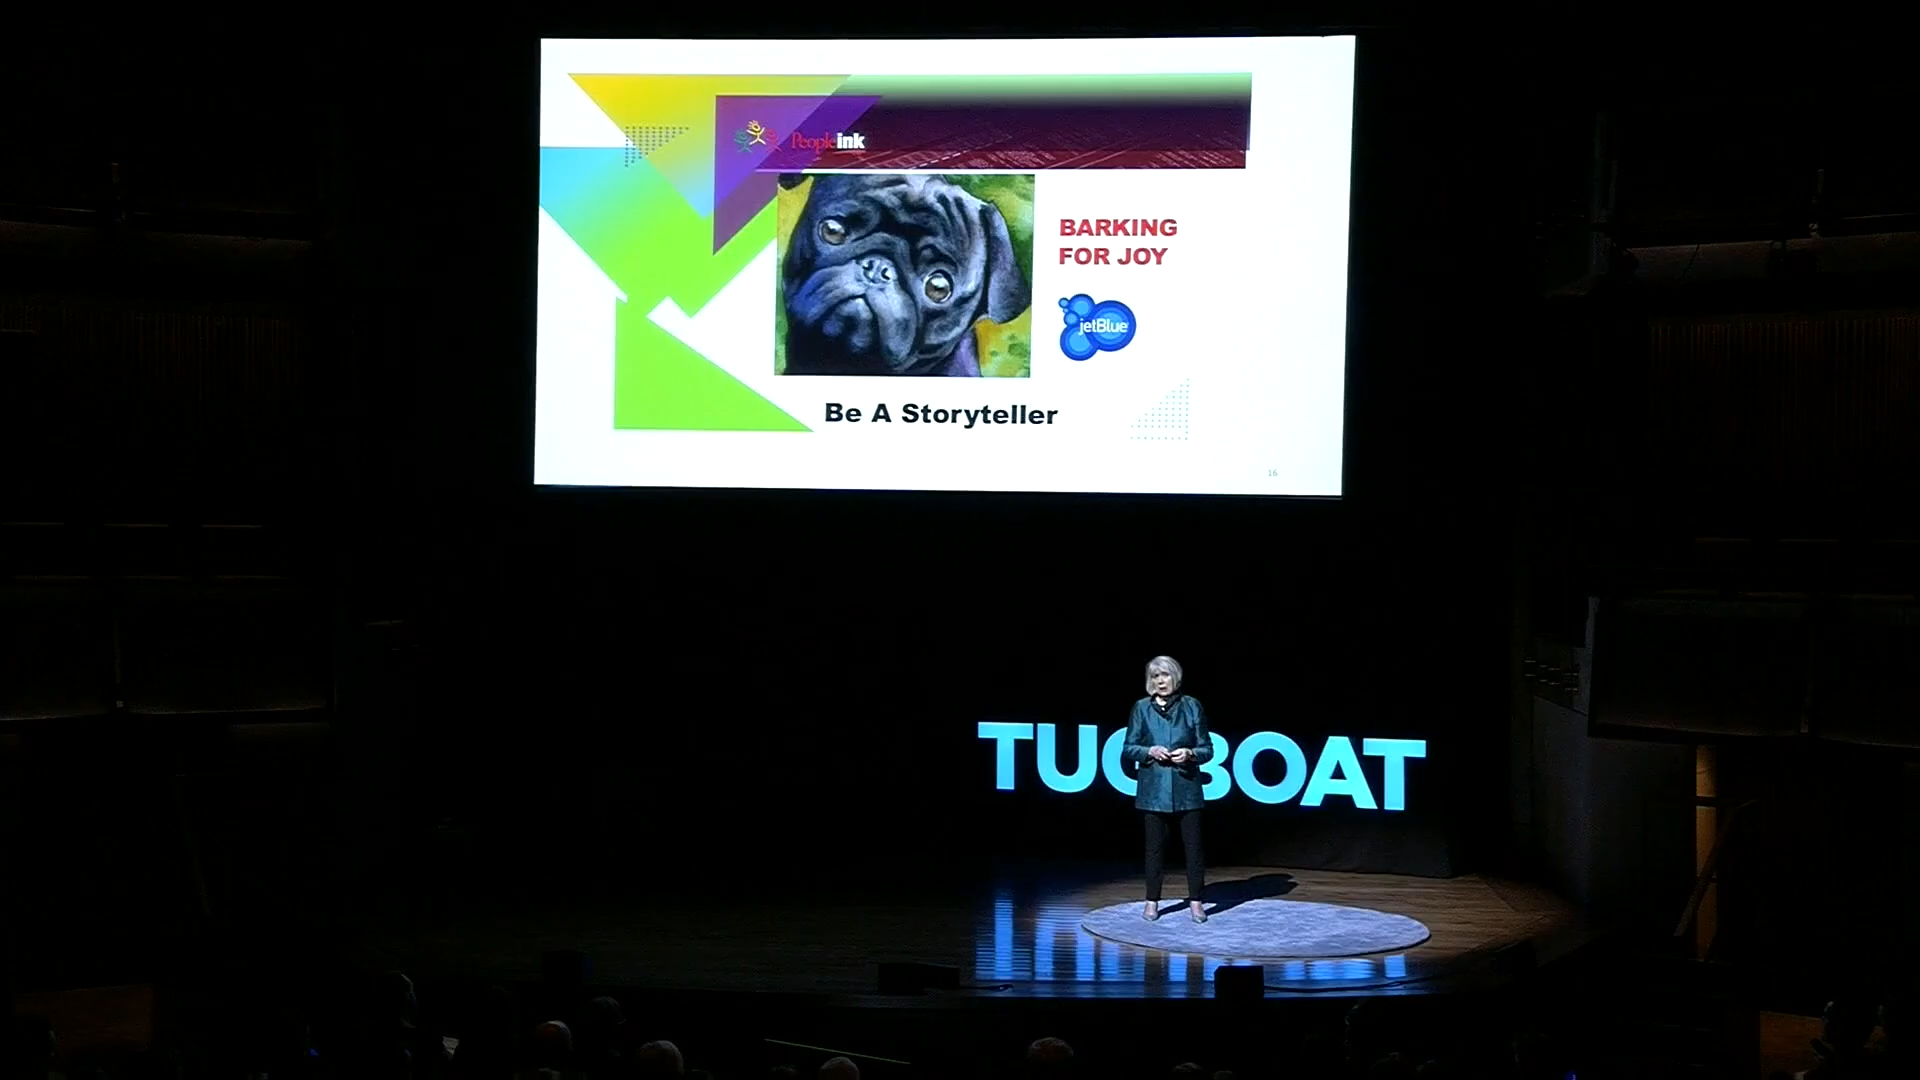 Peopleink
BARKING
FOR JOY
jetBlue
Be A Storyteller
16
TUGBOAT